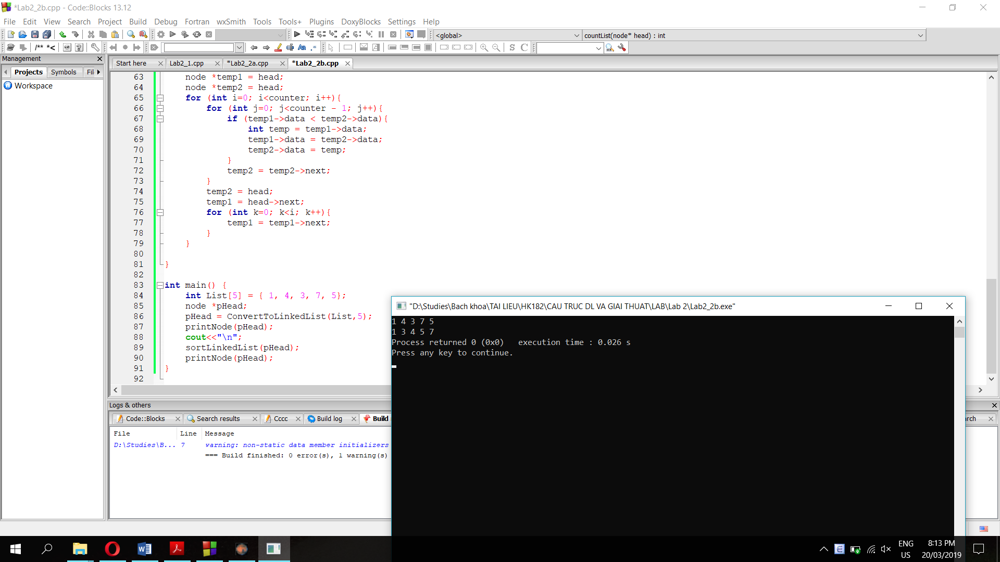 *Lab2_2b.cpp - Code::Blocks 13.12
File Edit View Search Project Build Debug Fortran wxSmith Tools Tools+ Plugins DoxyBlocks Settings Help
<global>
countList(node* head) : int
/** *<
Aa .*
S C
Management
Projects Symbols Fil
Workspace
Start here Lab2_1.cpp *Lab2_2a.cpp *Lab2_2b.cpp
63 node *temp1 = head;
64 node *temp2 = head;
65 for (int i=0; i<counter; i++){
66 for (int j=0; j<counter - 1; j++){
67 if (temp1->data < temp2->data){
68 int temp = temp1->data;
69 temp1->data = temp2->data;
70 temp2->data = temp;
71 }
72 temp2 = temp2->next;
73 }
74 temp2 = head;
75 temp1 = head->next;
76 for (int k=0; k<i; k++){
77 temp1 = temp1->next;
78 }
79 }
80
81 }
82
83 int main() {
84 int List[5] = { 1, 4, 3, 7, 5};
85 node *pHead;
86 pHead = ConvertToLinkedList(List,5);
87 printNode(pHead);
88 cout<<"\n";
89 sortLinkedList(pHead);
90 printNode(pHead);
91 }
92
"D:\Studies\Bach khoa\TAI LIEU\HK182\CAU TRUC DL VA GIAI THUAT\LAB\Lab 2\Lab2_2b.exe"
1 4 3 7 5
1 3 4 5 7
Process returned 0 (0x0) execution time : 0.026 s
Press any key to continue.
Logs & others
Code::Blocks Search results Cccc Build log Build
arch
File Line Message
D:\Studies\B... 7 warning: non-static data member initializers
=== Build finished: 0 error(s), 1 warning(s)
ENG
US
8:13 PM
20/03/2019